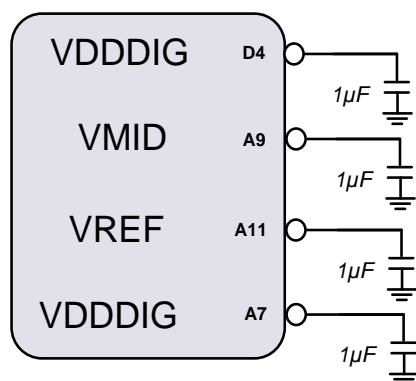 VDDDIG D4
1µF
VMID A9
1µF
VREF A11
1µF
VDDDIG A7
1µF